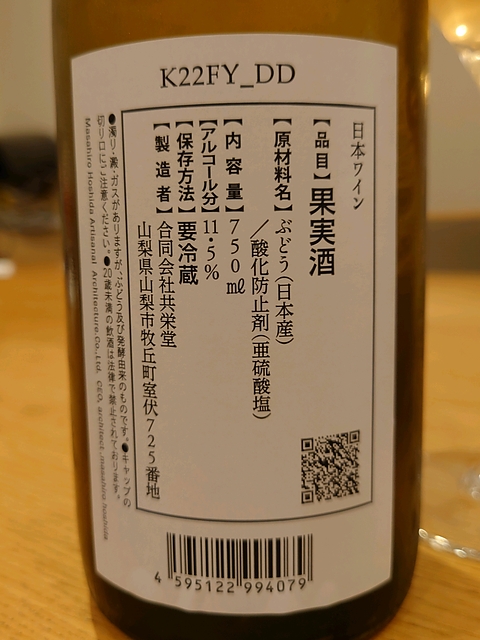 K22FY_DD
日本ワイン
【品目】果実酒
【原材料名】ぶどう(日本産)
/酸化防止剤(亜硫酸塩)
【内容量】750㎖
【アルコール分】11.5%
【保存方法】要冷蔵
【製造者】合同会社共栄堂
山梨県山梨市牧丘町室伏725番地
●濁り・澱・ガスがありますが、ぶどう及び発酵由来のものです。●キャップの
切り口にご注意ください。●20歳未満の飲酒は法律で禁止されております。
Masahiro Hoshida Artisanal Architecture.Co.,Ltd. CEO, architect ,masahiro hoshida
4 595122 994079